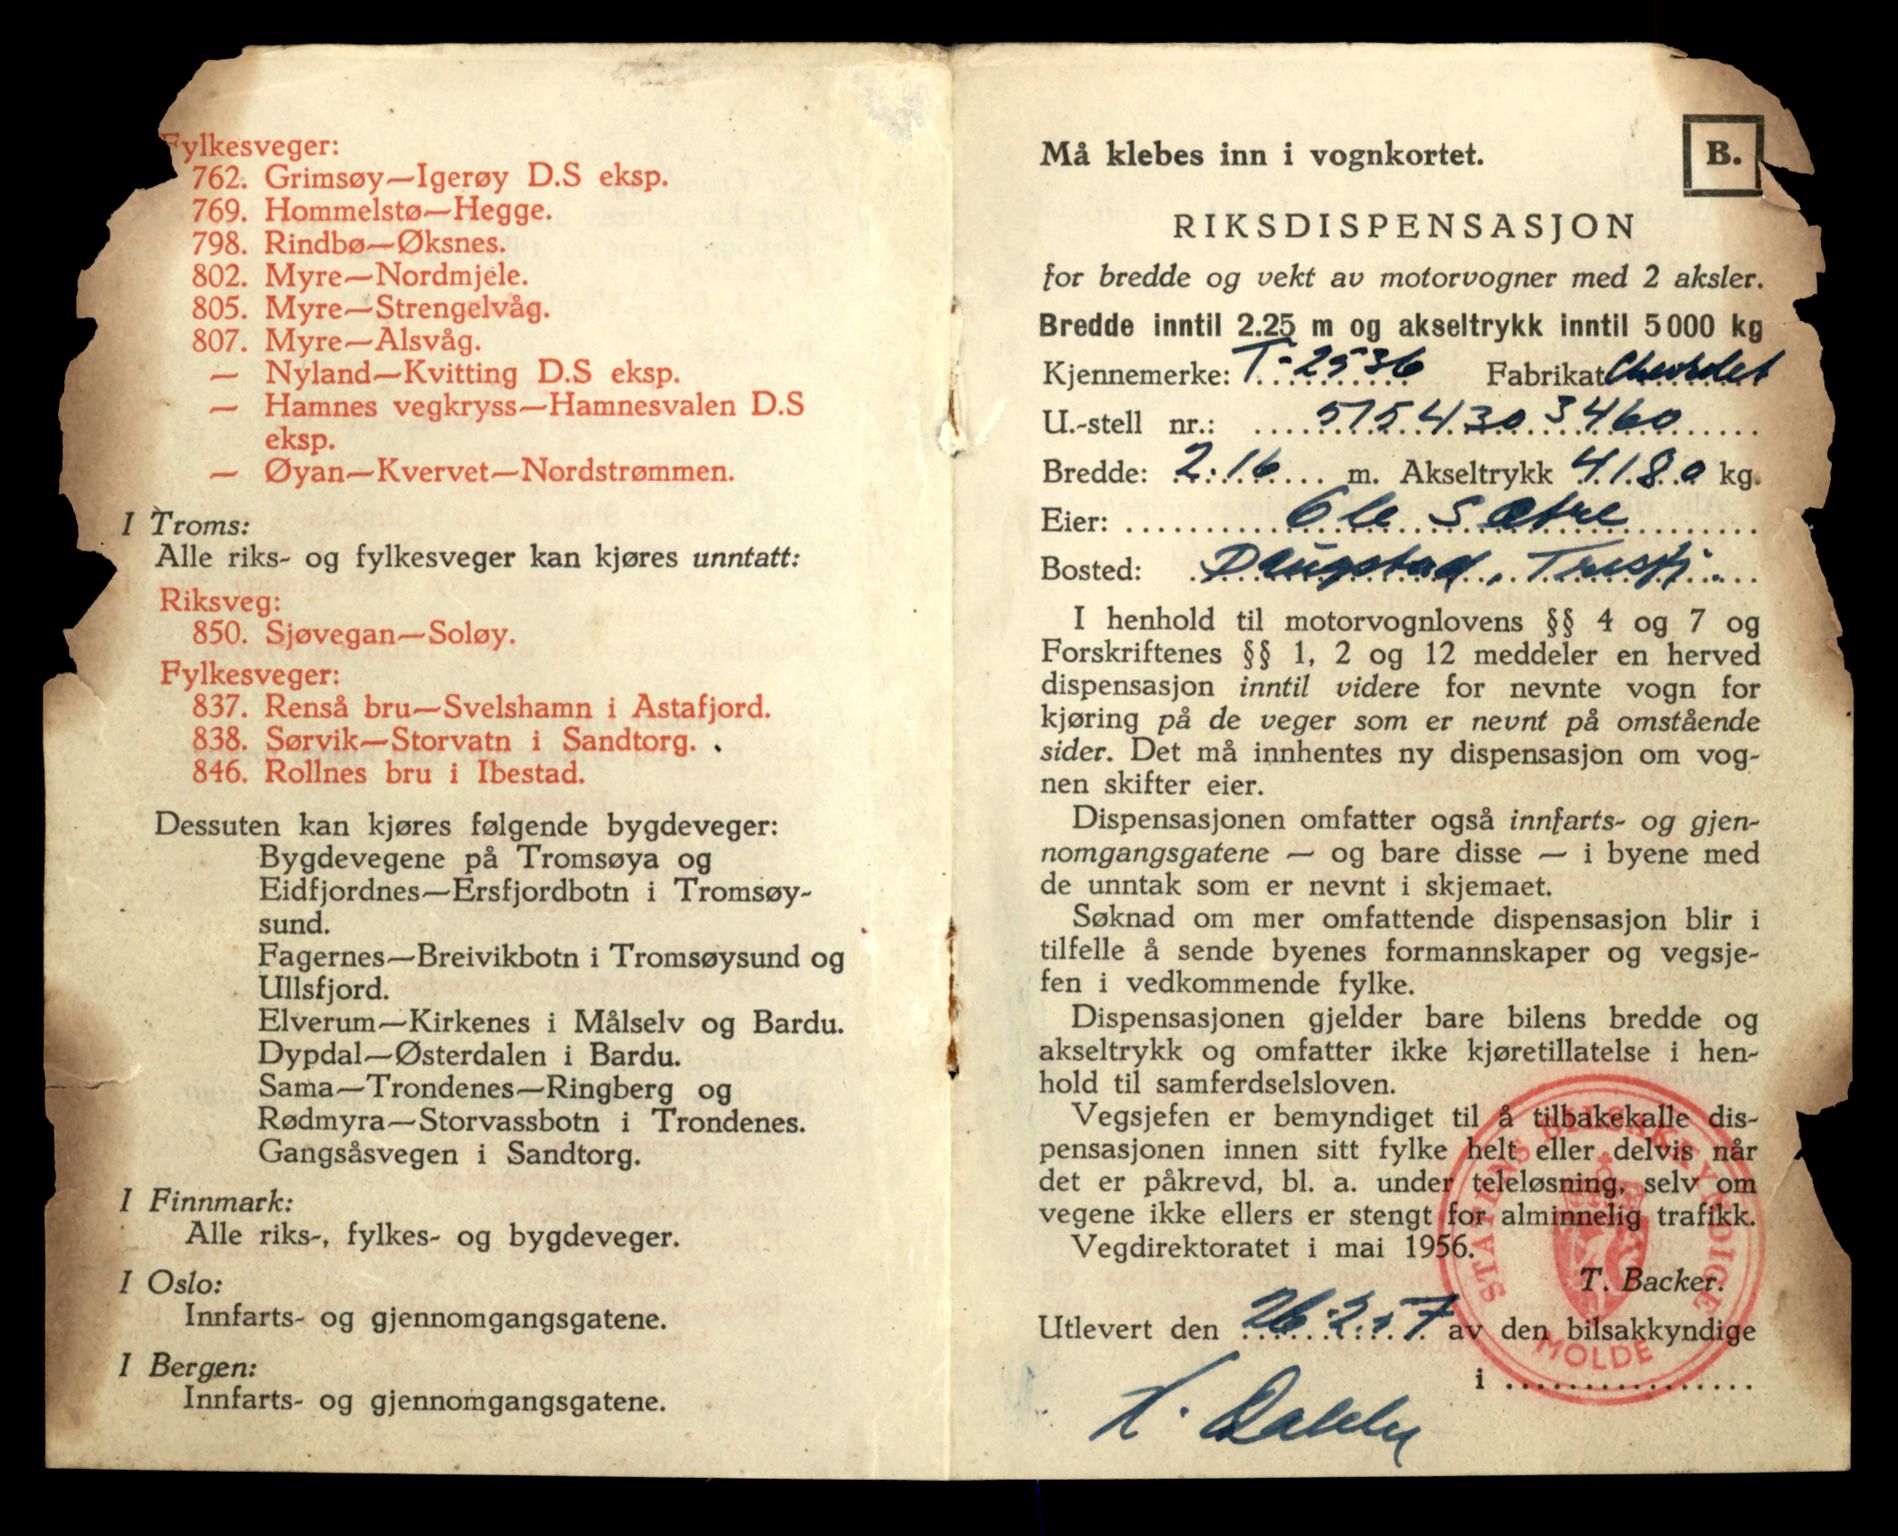 Fylkesveger:
762. Grimsøy—Igerøy D.S eksp.
769. Hommelstø—Hegge.
798. Rindbø—Øksnes.
802. Myre—Nordmjele.
805. Myre—Strengelvåg.
807. Myre—Alsvåg.
— Nyland—Kvitting D.S eksp.
— Hamnes vegkryss—Hamnesvalen D.S
eksp.
— Øyan—Kvervet—Nordstrømmen.
I Troms:
Alle riks- og fylkesveger kan kjøres unntatt:
Riksveg:
850. Sjøvegan—Soløy.
Fylkesveger:
837. Renså bru—Svelshamn i Astafjord.
838. Sørvik—Storvatn i Sandtorg.
846. Rollnes bru i Ibestad.
Dessuten kan kjøres følgende bygdeveger:
Bygdevegene på Tromsøya og
Eidfjordnes—Ersfjordbotn i Tromsøy-
sund.
Fagernes—Breivikbotn i Tromsøysund og
Ullsfjord.
Elverum—Kirkenes i Målselv og Bardu.
Dypdal—Østerdalen i Bardu.
Sama—Trondenes—Ringberg og
Rødmyra—Storvassbotn i Trondenes.
Gangsåsvegen i Sandtorg.
I Finnmark:
Alle riks-, fylkes- og bygdeveger.
I Oslo:
Innfarts- og gjennomgangsgatene.
I Bergen:
Innfarts- og gjennomgangsgatene.
B.
Må klebes inn i vognkortet.
RIKSDISPENSASJON
for bredde og vekt av motorvogner med 2 aksler.
Bredde inntil 2.25 m og akseltrykk inntil 5000 kg
Kjennemerke: T-2536 Fabrikat Chevrolet
U.-stell nr.: 5154303460
Bredde: 2.16 m. Akseltrykk 4180 kg.
Eier: Ole Sætre
Bosted: Daugstad, Tresfj.
I henhold til motorvognlovens §§ 4 og 7 og
Forskriftenes §§ 1, 2 og 12 meddeler en herved
dispensasjon inntil videre for nevnte vogn for
kjøring på de veger som er nevnt på omstående
sider. Det må innhentes ny dispensasjon om vog-
nen skifter eier.
Dispensasjonen omfatter også innfarts- og gjen-
nomgangsgatene — og bare disse — i byene med
de unntak som er nevnt i skjemaet.
Søknad om mer omfattende dispensasjon blir i
tilfelle å sende byenes formannskaper og vegsje-
fen i vedkommende fylke.
Dispensasjonen gjelder bare bilens bredde og
akseltrykk og omfatter ikke kjøretillatelse i hen-
hold til samferdselsloven.
Vegsjefen er bemyndiget til å tilbakekalle dis-
pensasjonen innen sitt fylke helt eller delvis når
det er påkrevd, bl. a. under teleløsning, selv om
vegene ikke ellers er stengt for alminnelig trafikk.
Vegdirektoratet i mai 1956.
T. Backer.
Utlevert den 26.2.57 av den bilsakkyndige
i
STATENS BILSAKKYNDIGE
MOLDE